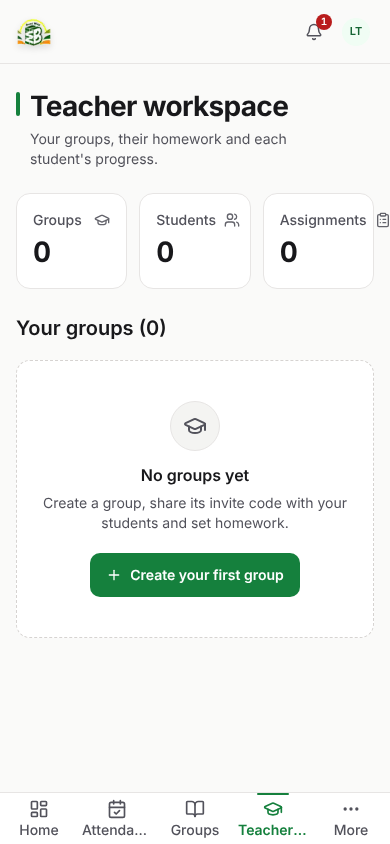 1
LT
Teacher workspace
Your groups, their homework and each
student's progress.
Groups
Students
Assignments
0
0
0
Your groups (0)
No groups yet
Create a group, share its invite code with your
students and set homework.
Create your first group
Home
Attenda...
Groups
Teacher...
More